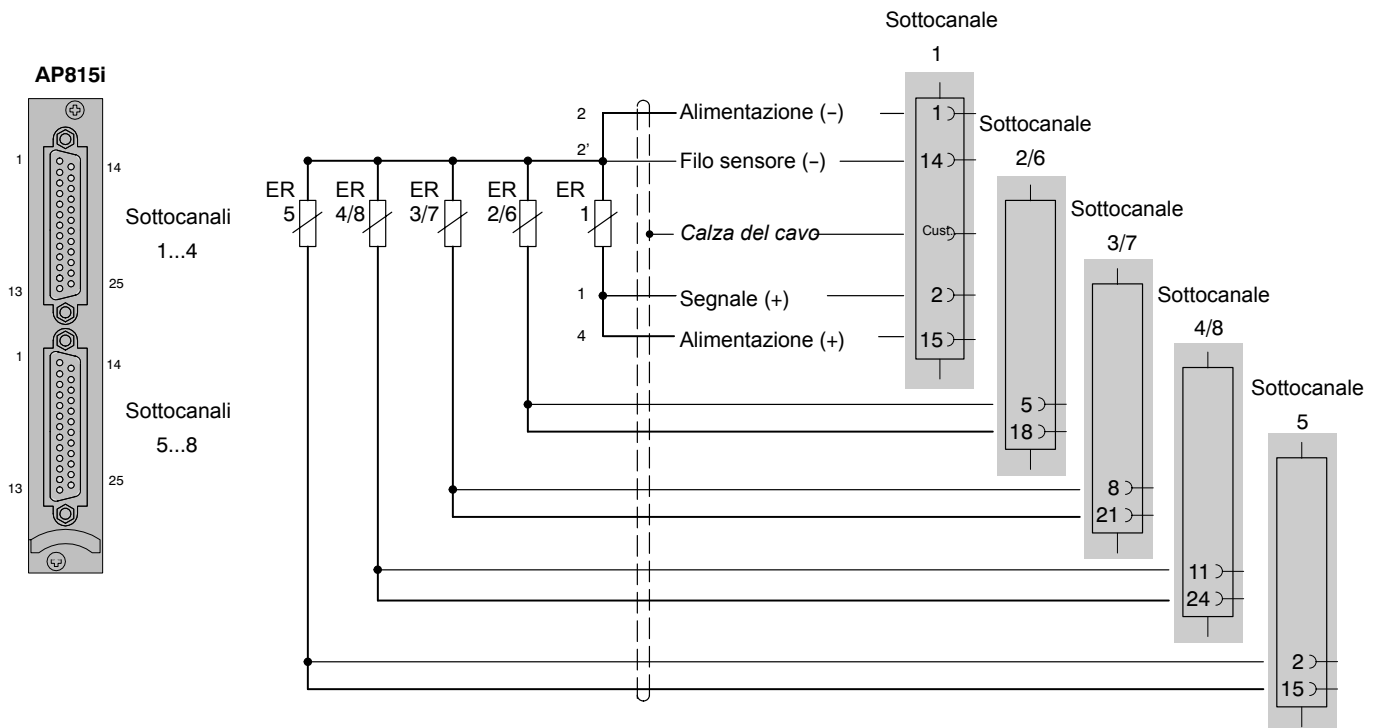 AP815i
1
14
Sottocanali
1...4
13
25
1
14
Sottocanali
5...8
13
25
ER
5
ER
4/8
ER
3/7
ER
2/6
ER
1
2
2'
1
4
Alimentazione (–)
Filo sensore (–)
Calza del cavo
Segnale (+)
Alimentazione (+)
Sottocanale
1
1
14
Cust.
2
15
Sottocanale
2/6
5
18
Sottocanale
3/7
8
21
Sottocanale
4/8
11
24
Sottocanale
5
2
15